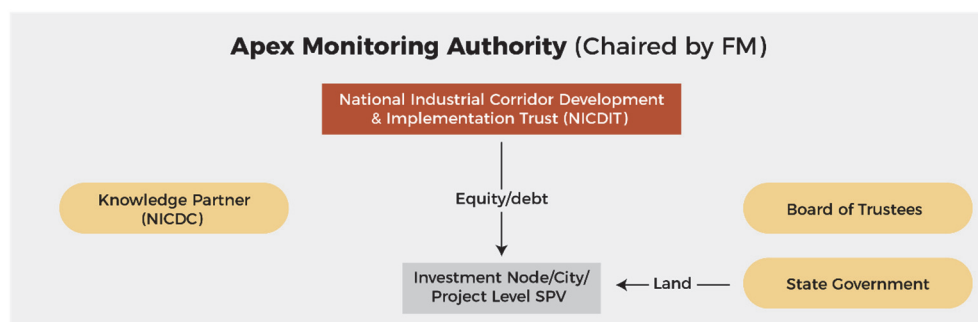 Apex Monitoring Authority (Chaired by FM)
National Industrial Corridor Development
& Implementation Trust (NICDIT)
Knowledge Partner
(NICDC)
Equity/debt
Board of Trustees
Investment Node/City/
Project Level SPV
Land
State Government